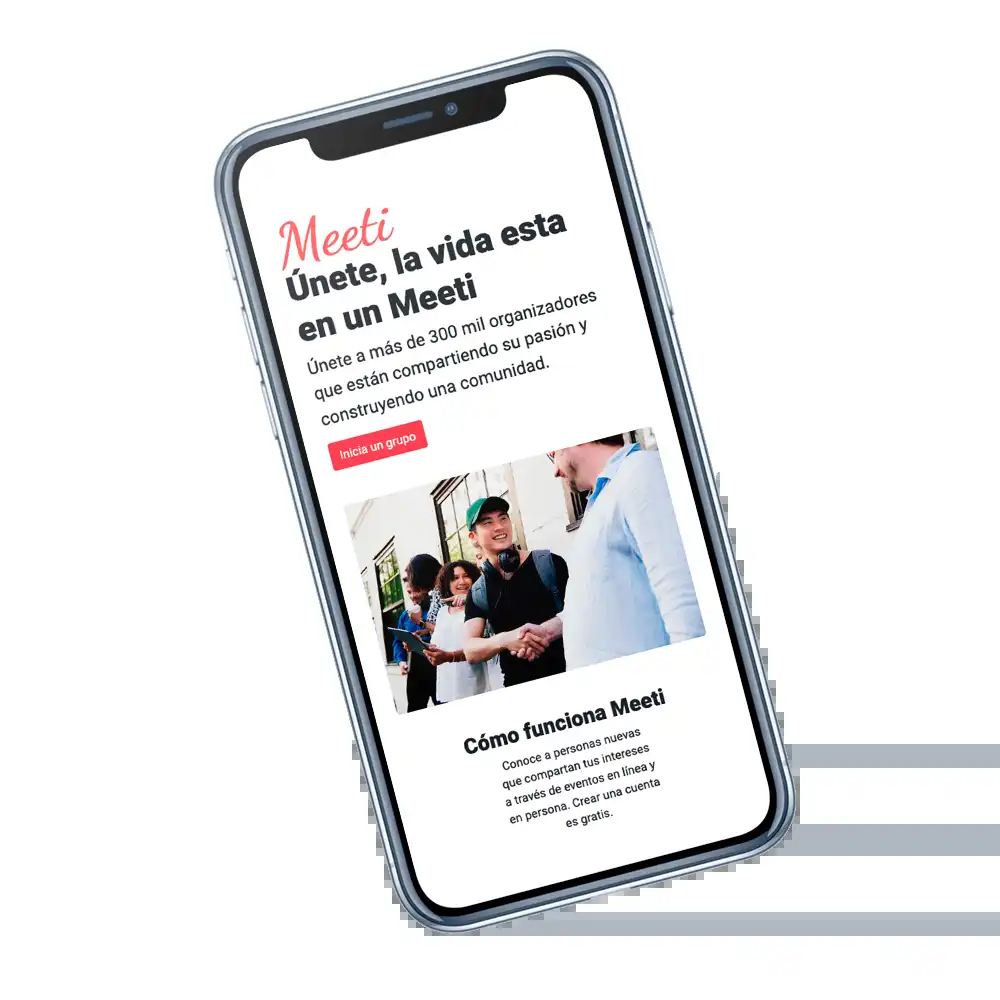 Meeti
Únete, la vida esta
en un Meeti
Únete a más de 300 mil organizadores
que están compartiendo su pasión y
construyendo una comunidad.
Inicia un grupo
Cómo funciona Meeti
Conoce a personas nuevas
que compartan tus intereses
a través de eventos en línea y
en persona. Crear una cuenta
es gratis.